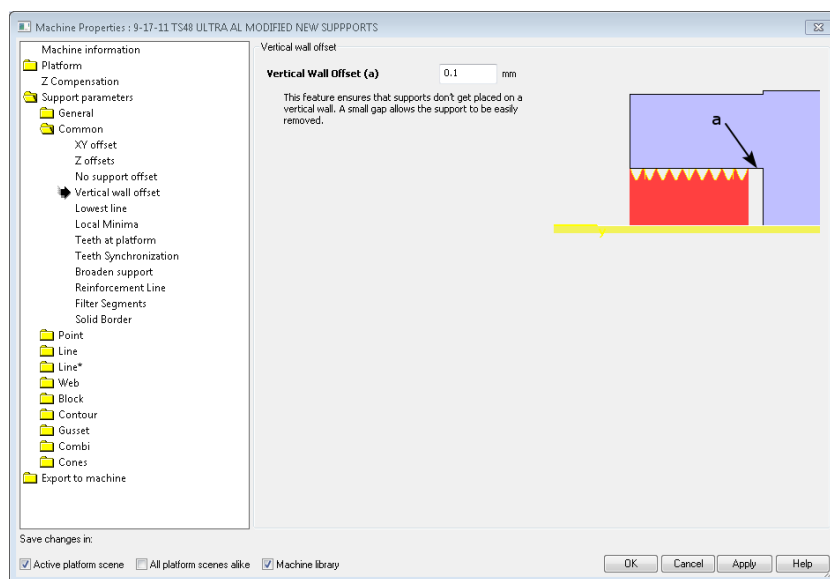 Machine Properties : 9-17-11 TS48 ULTRA AL MODIFIED NEW SUPPPORTS
Machine information
Platform
Z Compensation
Support parameters
General
Common
XY offset
Z offsets
No support offset
Vertical wall offset
Lowest line
Local Minima
Teeth at platform
Teeth Synchronization
Broaden support
Reinforcement Line
Filter Segments
Solid Border
Point
Line
Line*
Web
Block
Contour
Gusset
Combi
Cones
Export to machine
Vertical wall offset
Vertical Wall Offset (a) 0.1 mm
This feature ensures that supports don't get placed on a
vertical wall. A small gap allows the support to be easily
removed.
a
Save changes in:
Active platform scene All platform scenes alike Machine library
OK Cancel Apply Help